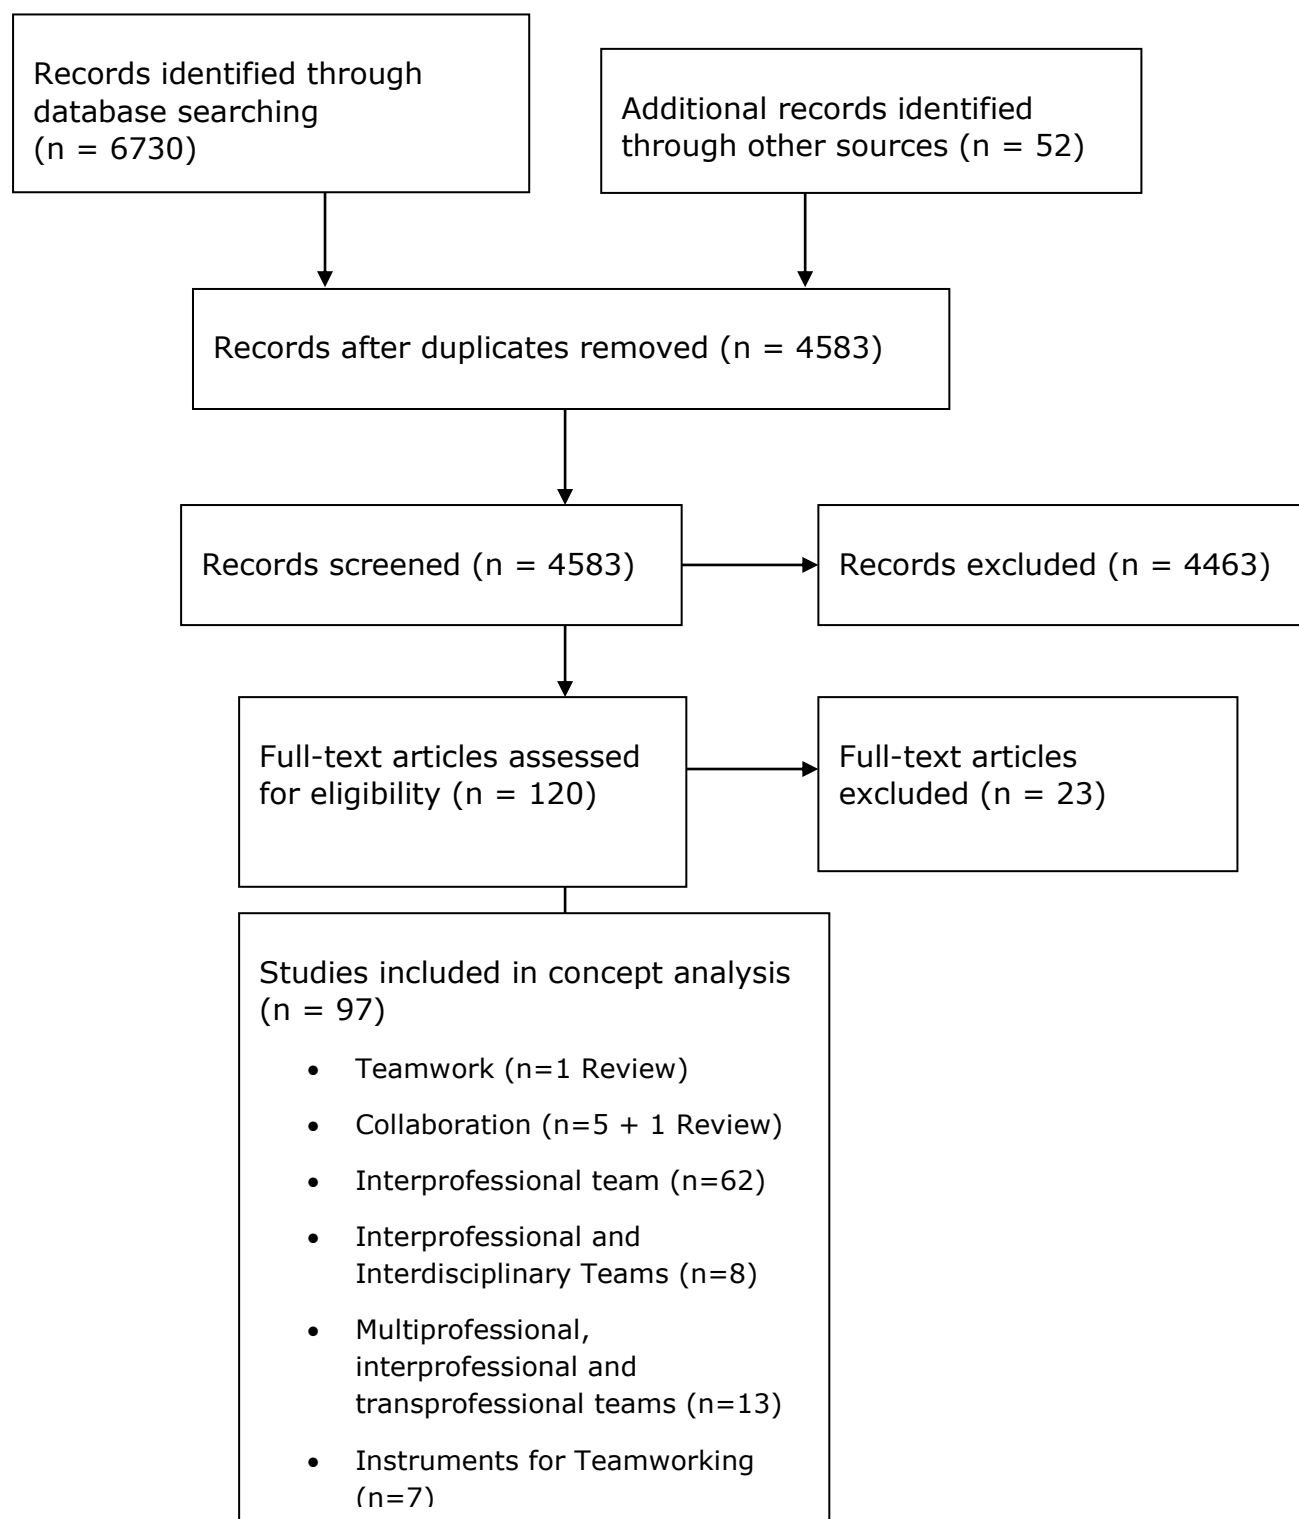 Records identified through
database searching
(n = 6730)
Additional records identified
through other sources (n = 52)
Records after duplicates removed (n = 4583)
Records screened (n = 4583)
Records excluded (n = 4463)
Full-text articles assessed
for eligibility (n = 120)
Full-text articles
excluded (n = 23)
Studies included in concept analysis
(n = 97)
• Teamwork (n=1 Review)
• Collaboration (n=5 + 1 Review)
• Interprofessional team (n=62)
• Interprofessional and
Interdisciplinary Teams (n=8)
• Multiprofessional,
interprofessional and
transprofessional teams (n=13)
• Instruments for Teamworking
(n=7)